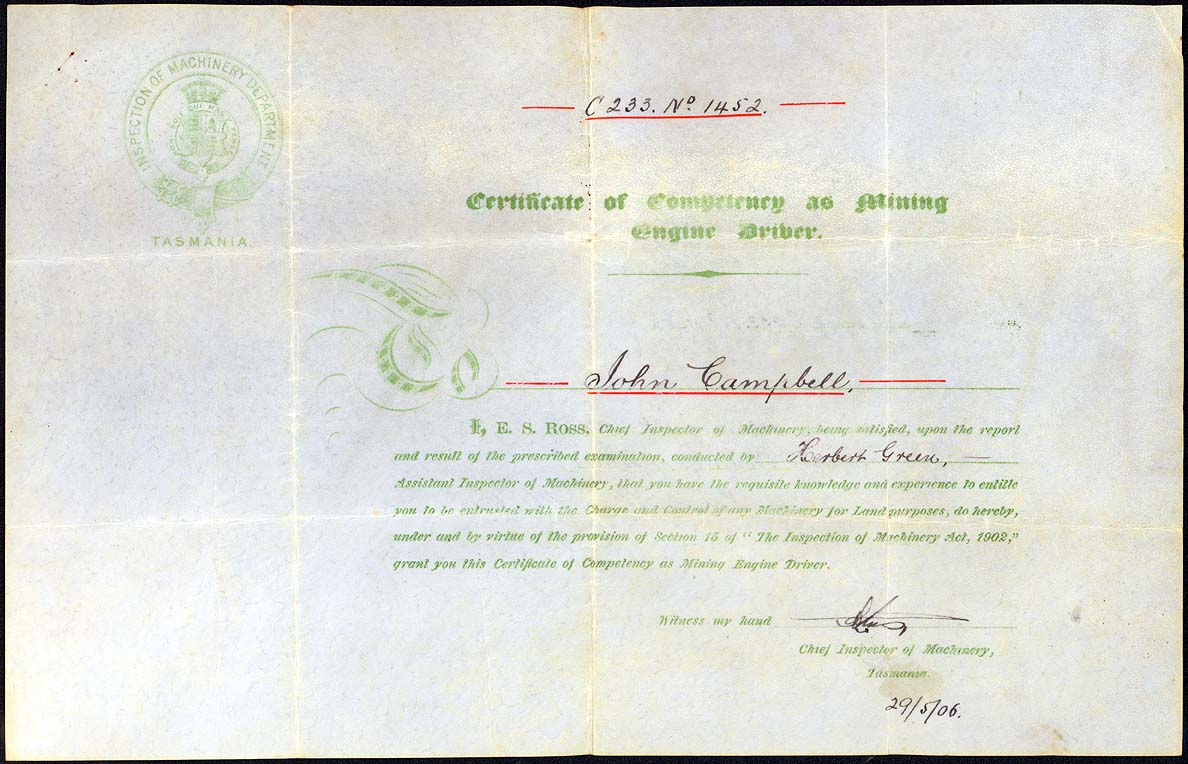 INSPECTION OF MACHINERY DEPARTMENT
HONI SOIT QUI MAL Y PENSE
TASMANIA.
C 233. No 1452.
Certificate of Competency as Mining
Engine Driver.
To John Campbell,
I, E. S. ROSS, Chief Inspector of Machinery, being satisfied, upon the report
and result of the prescribed examination, conducted by Herbert Green,
Assistant Inspector of Machinery, that you have the requisite knowledge and experience to entitle
you to be entrusted with the Charge and Control of any Machinery for Land purposes, do hereby,
under and by virtue of the provision of Section 15 of "The Inspection of Machinery Act, 1902,"
grant you this Certificate of Competency as Mining Engine Driver.
Witness my hand
Chief Inspector of Machinery,
Tasmania.
29/5/06.